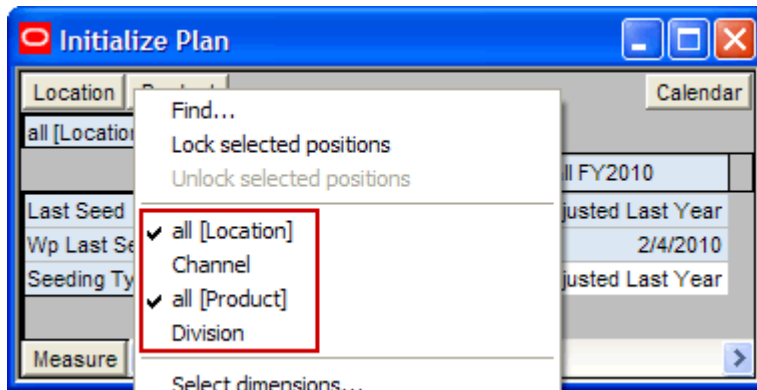 Initialize Plan
Location
Calendar
Find...
all [Location
Lock selected positions
Unlock selected positions
FY2010
Last Seed
justed Last Year
all [Location]
Wp Last Se
2/4/2010
Channel
Seeding Ty
justed Last Year
all [Product]
Division
Measure
Select dimensions...